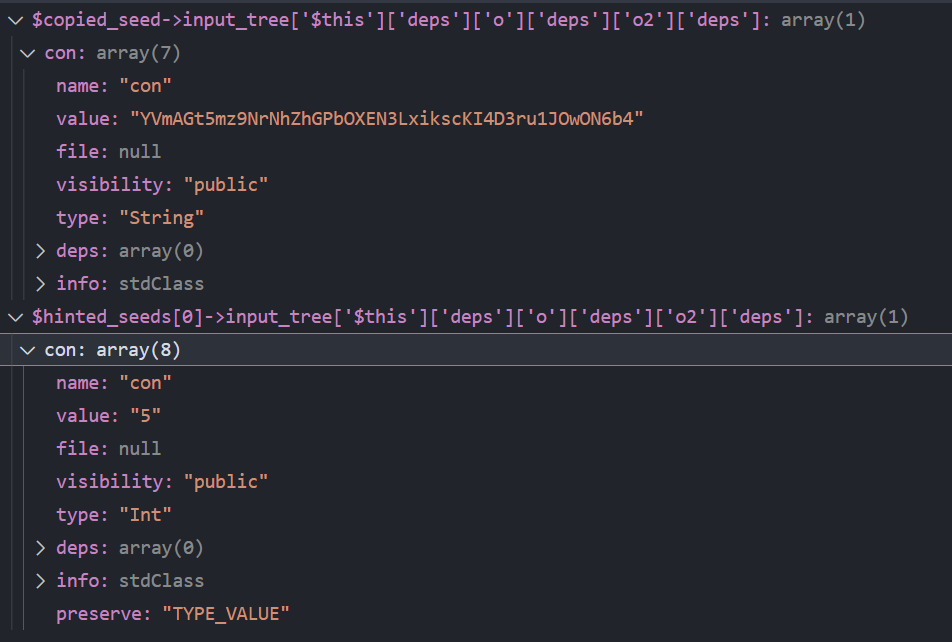 $copied_seed->input_tree['$this']['deps']['o']['deps']['o2']['deps']: array(1)
con: array(7)
name: "con"
value: "YVmAGt5mz9NrNhZhGPbOXEN3LxikscKI4D3ru1JOwON6b4"
file: null
visibility: "public"
type: "String"
deps: array(0)
info: stdClass
$hinted_seeds[0]->input_tree['$this']['deps']['o']['deps']['o2']['deps']: array(1)
con: array(8)
name: "con"
value: "5"
file: null
visibility: "public"
type: "Int"
deps: array(0)
info: stdClass
preserve: "TYPE_VALUE"